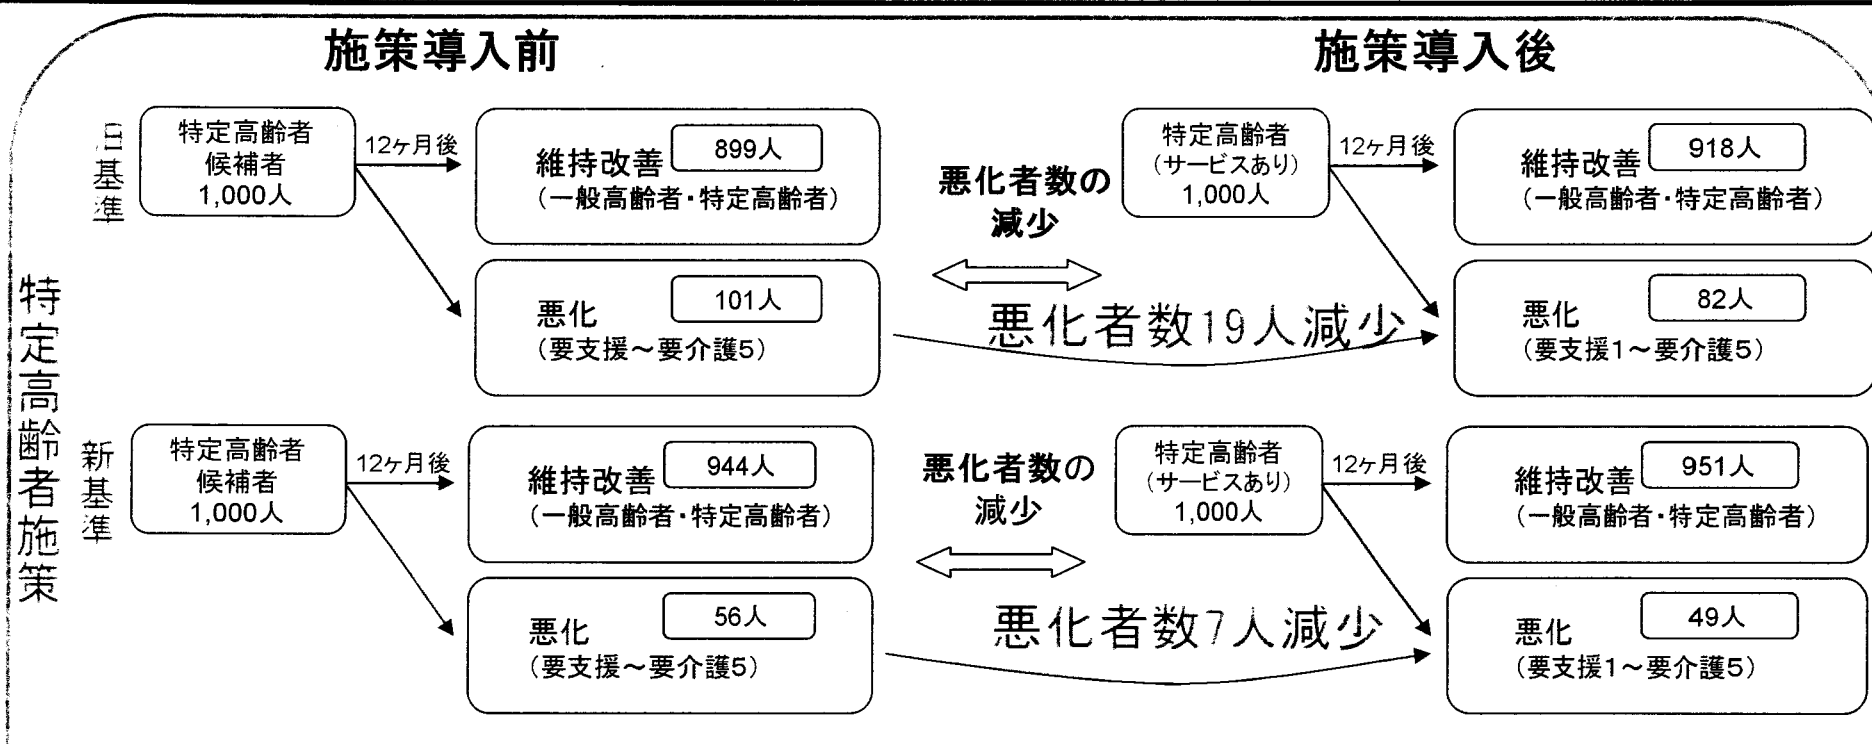 施策導入前
施策導入後
特定高齢者施策
旧基準
特定高齢者
候補者
1,000人
12ヶ月後
維持改善
899人
(一般高齢者・特定高齢者)
悪化
101人
(要支援～要介護5)
悪化者数の
減少
悪化者数19人減少
特定高齢者
(サービスあり)
1,000人
12ヶ月後
維持改善
918人
(一般高齢者・特定高齢者)
悪化
82人
(要支援1～要介護5)
新基準
特定高齢者
候補者
1,000人
12ヶ月後
維持改善
944人
(一般高齢者・特定高齢者)
悪化
56人
(要支援～要介護5)
悪化者数の
減少
悪化者数7人減少
特定高齢者
(サービスあり)
1,000人
12ヶ月後
維持改善
951人
(一般高齢者・特定高齢者)
悪化
49人
(要支援1～要介護5)